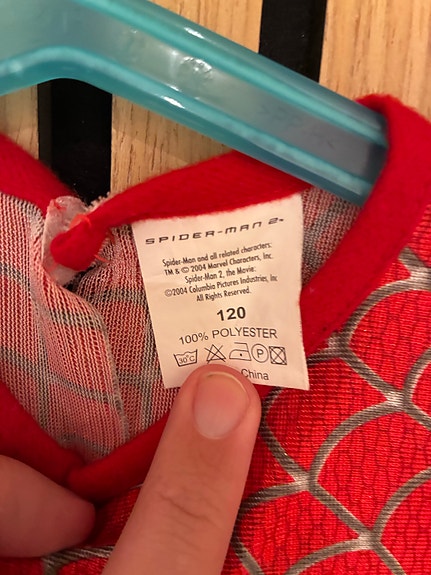 SPIDER-MAN 2™
Spider-Man and all related characters:
TM & © 2004 Marvel Characters, Inc.
Spider-Man 2, the Movie:
©2004 Columbia Pictures Industries, Inc.
All Rights Reserved.
120
100% POLYESTER
30°C P
China